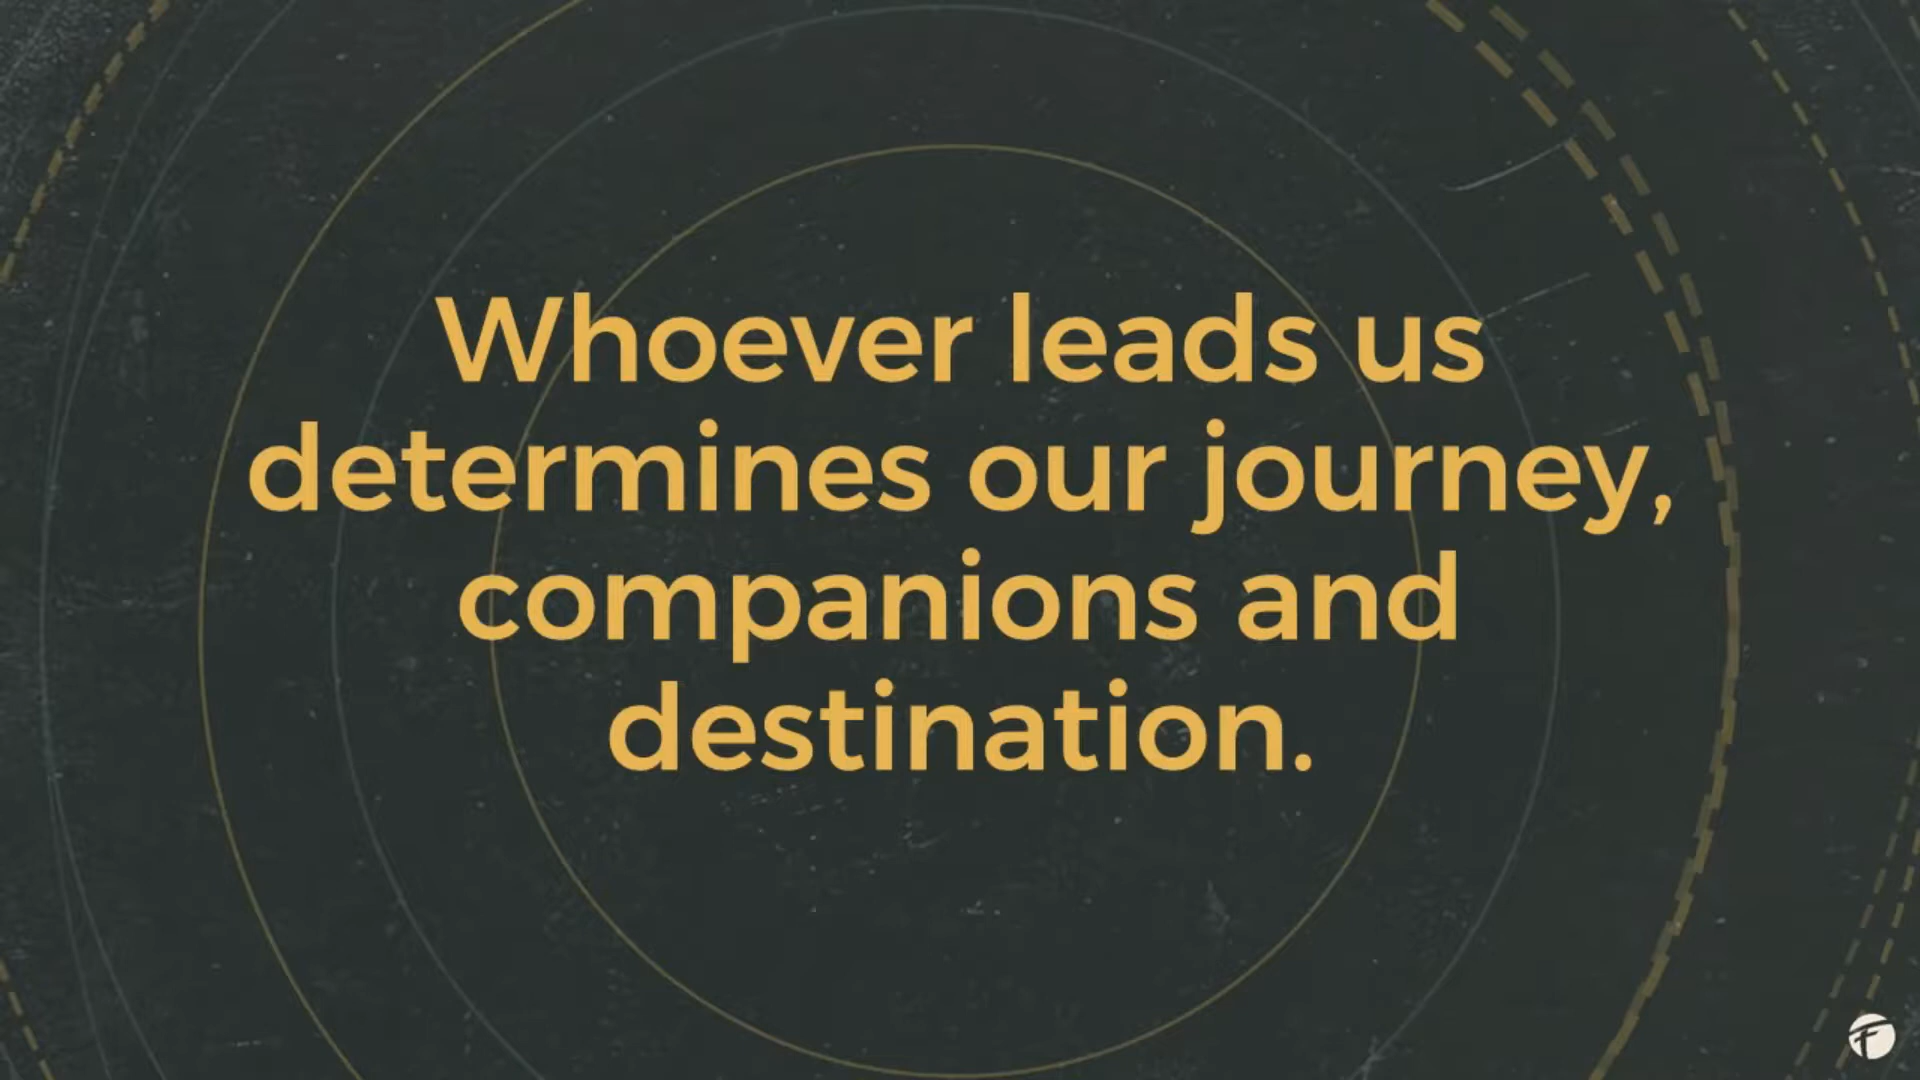 Whoever leads us
determines our journey,
companions and
destination.